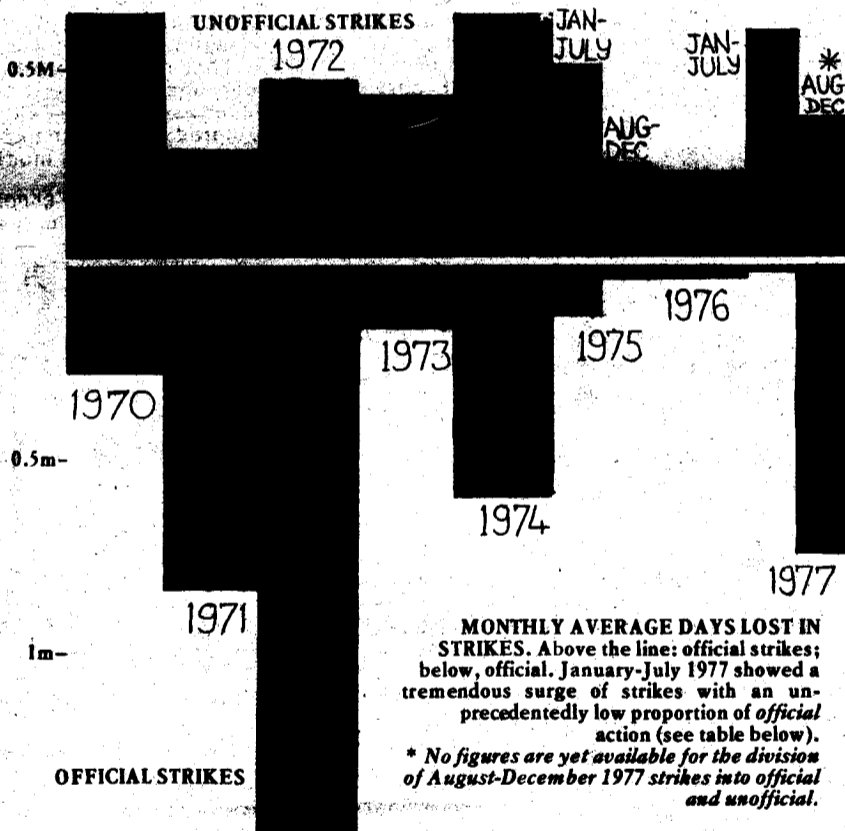 UNOFFICIAL STRIKES
1972
JAN-
JULY
JAN-
JULY
*
AUG
DEC
0.5M-
AUG-
DEC
1976
1973
1975
1970
0.5m-
1974
1977
1971
1m-
MONTHLY AVERAGE DAYS LOST IN
STRIKES. Above the line: official strikes;
below, official. January-July 1977 showed a
tremendous surge of strikes with an un-
precedentedly low proportion of official
action (see table below).
* No figures are yet available for the division
of August-December 1977 strikes into official
and unofficial.
OFFICIAL STRIKES